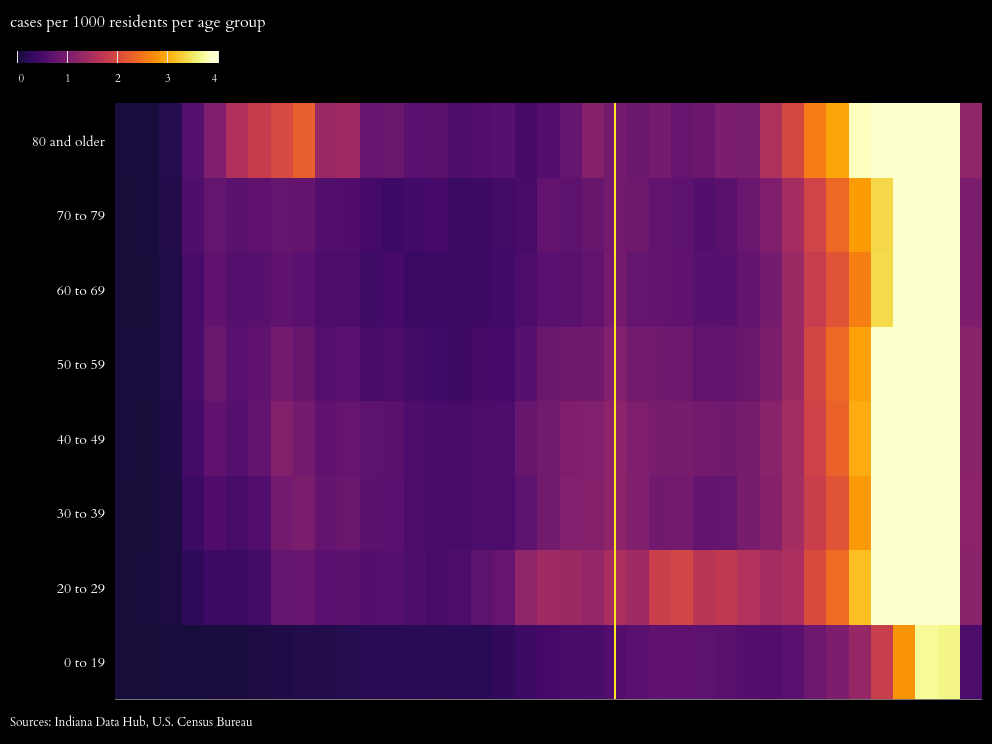 cases per 1000 residents per age group
0 1 2 3 4
80 and older
70 to 79
60 to 69
50 to 59
40 to 49
30 to 39
20 to 29
0 to 19
Sources: Indiana Data Hub, U.S. Census Bureau